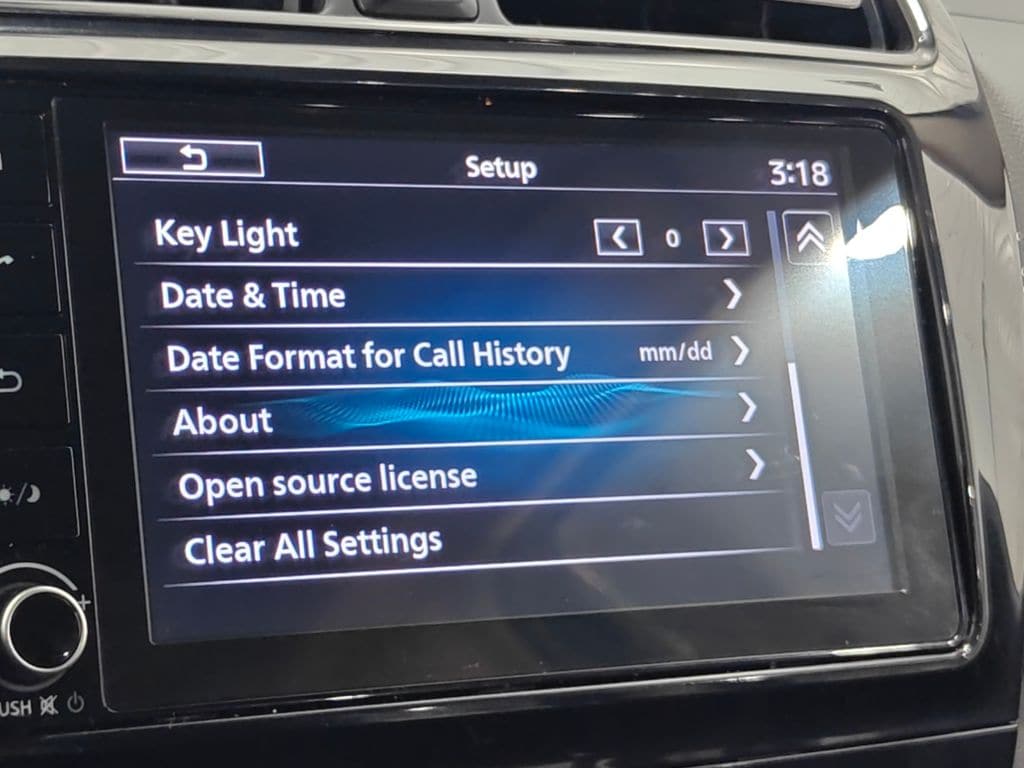 Setup
3:18
Key Light
0
Date & Time
Date Format for Call History mm/dd
About
Open source license
Clear All Settings
+
USH